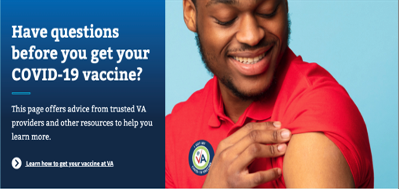 Have questions
before you get your
COVID-19 vaccine?
This page offers advice from trusted VA
providers and other resources to help you
learn more.
Learn how to get your vaccine at VA
VA